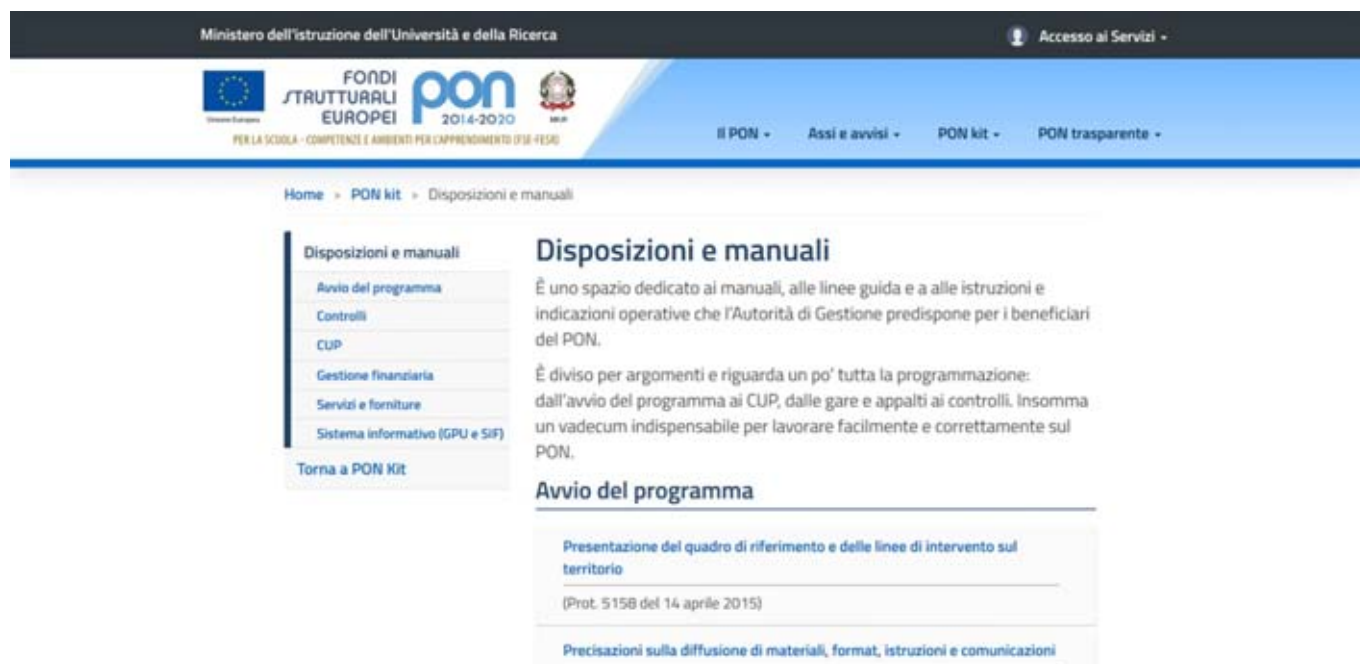 Ministero dell'istruzione dell'Università e della Ricerca
Accesso ai Servizi
FONDI
STRUTTURALI
EUROPEI
pon
2014-2020
Unione Europea
MIUR
PER LA SCUOLA - COMPETENZE E AMBIENTI PER L'APPRENDIMENTO (FSE-FESR)
Il PON
Assi e avvisi
PON kit
PON trasparente
Home » PON kit » Disposizioni e manuali
Disposizioni e manuali
Avvio del programma
Controlli
CUP
Gestione finanziaria
Servizi e forniture
Sistema informativo (GPU e SIF)
Torna a PON Kit
Disposizioni e manuali
È uno spazio dedicato ai manuali, alle linee guida e a alle istruzioni e
indicazioni operative che l'Autorità di Gestione predispone per i beneficiari
del PON.
È diviso per argomenti e riguarda un po' tutta la programmazione:
dall'avvio del programma ai CUP, dalle gare e appalti ai controlli. Insomma
un vadecum indispensabile per lavorare facilmente e correttamente sul
PON.
Avvio del programma
Presentazione del quadro di riferimento e delle linee di intervento sul
territorio
(Prot. 5158 del 14 aprile 2015)
Precisazioni sulla diffusione di materiali, format, istruzioni e comunicazioni